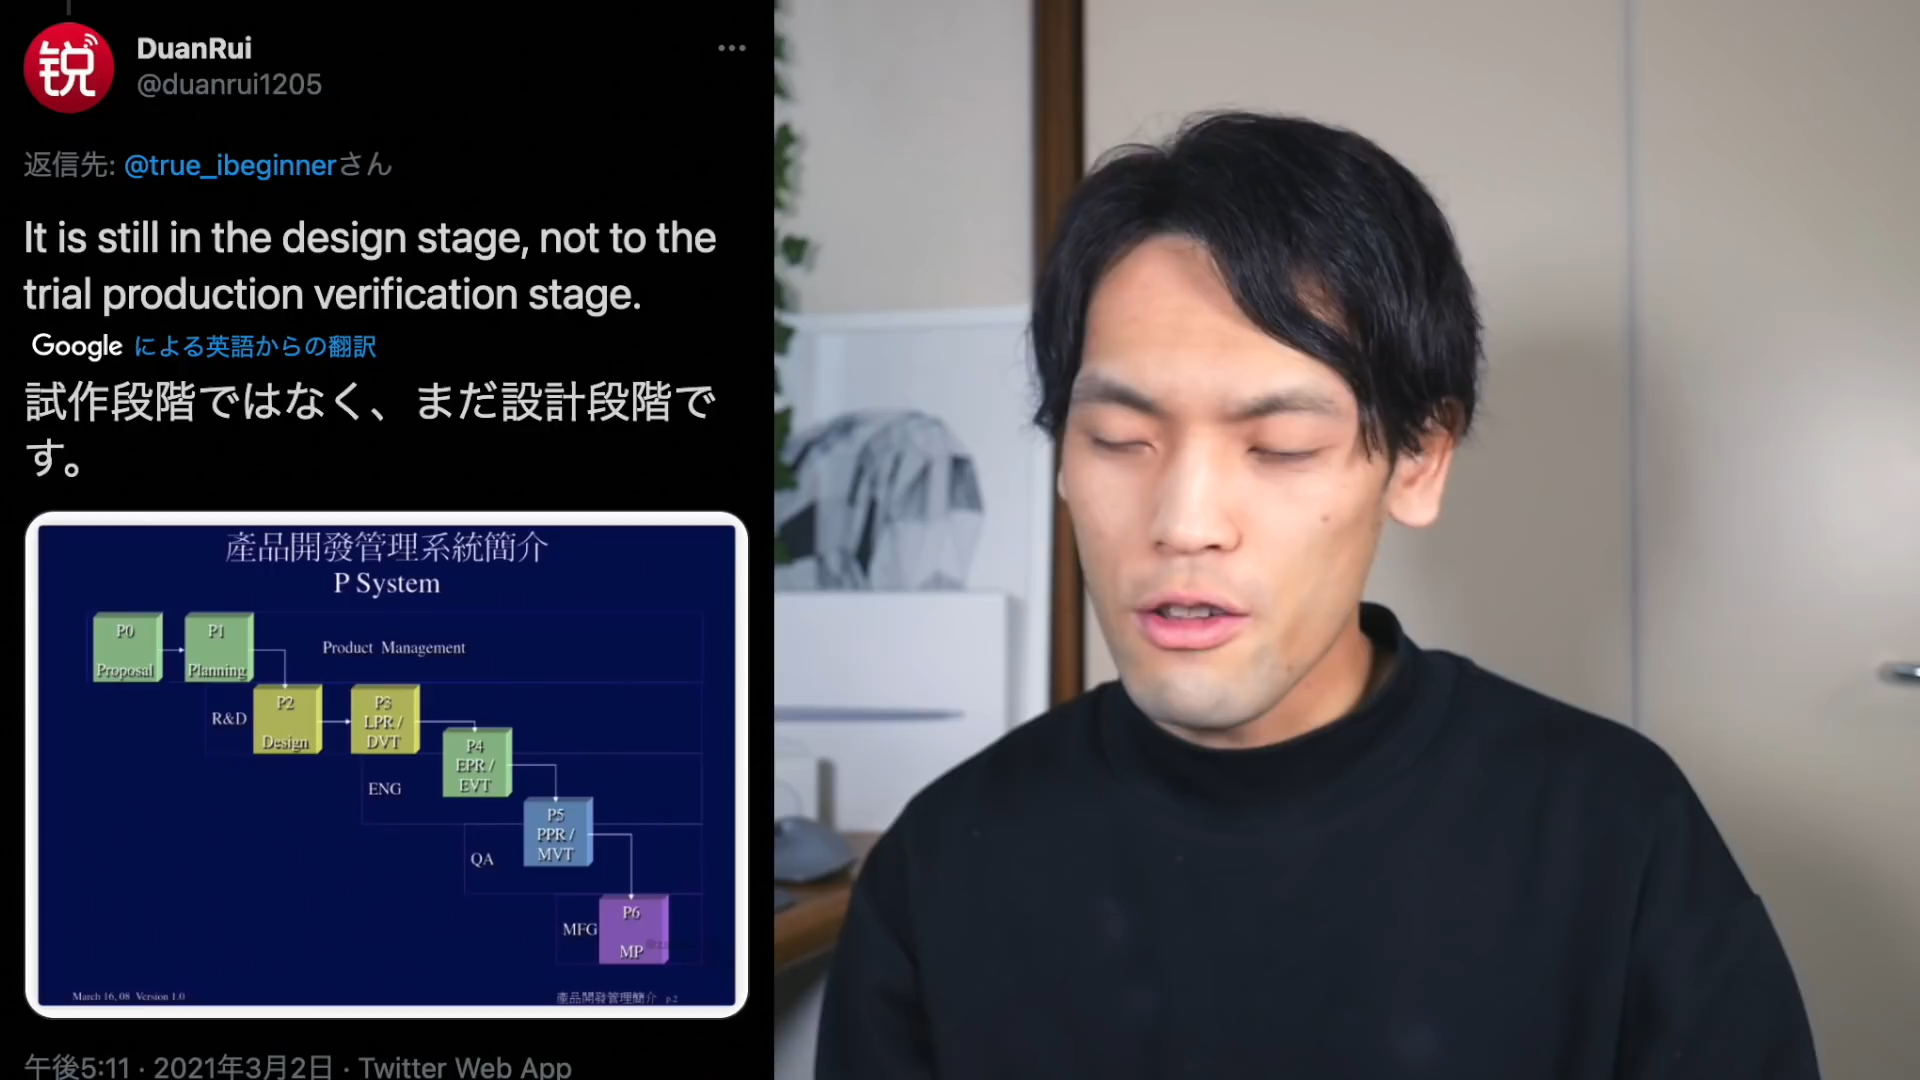 锐
DuanRui
@duanrui1205
返信先: @true_ibeginnerさん
It is still in the design stage, not to the
trial production verification stage.
Google による英語からの翻訳
試作段階ではなく、まだ設計段階で
す。
產品開發管理系統簡介
P System
P0
Proposal
P1
Planning
Product Management
R&D
P2
Design
P3
LPR /
DVT
P4
EPR /
EVT
ENG
P5
PPR /
MVT
QA
MFG
P6
MP
March 16, 08 Version 1.0
產品開發管理簡介 p.2
午後5:11 · 2021年3月2日 · Twitter Web App